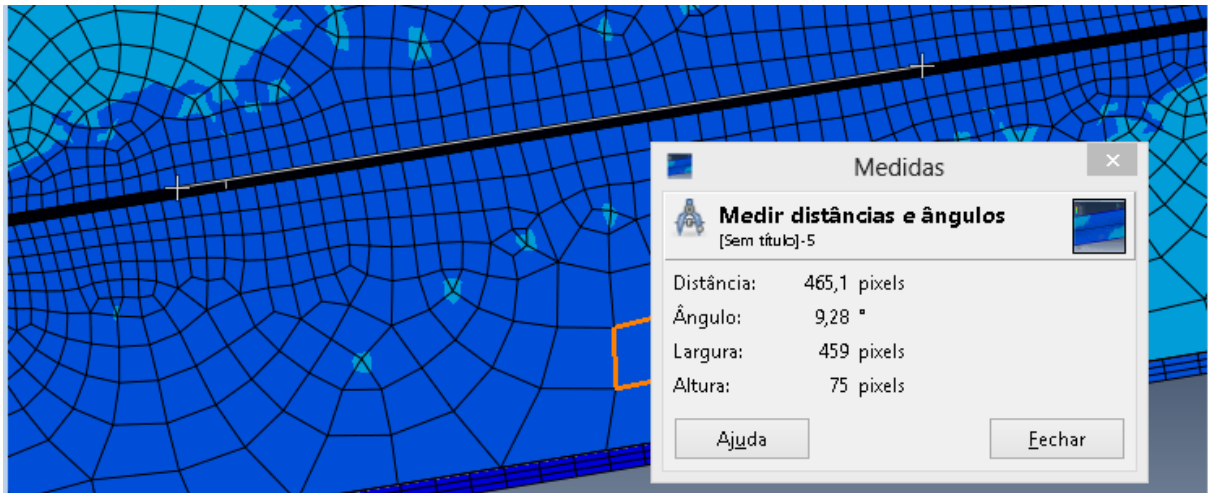 Medidas
Medir distâncias e ângulos
[Sem título]-5
Distância: 465,1 pixels
Ângulo: 9,28 °
Largura: 459 pixels
Altura: 75 pixels
Ajuda
Fechar